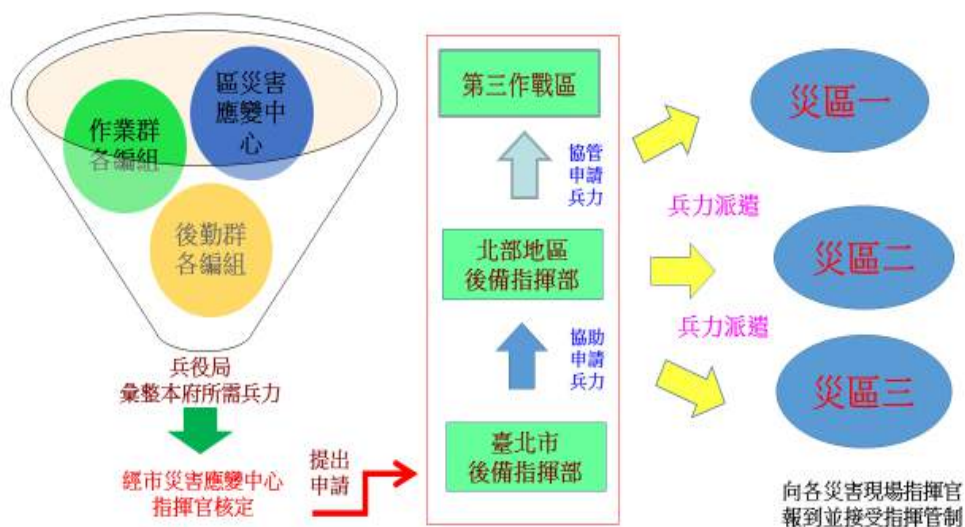 作業群
各編組
區災害
應變中
心
後勤群
各編組
兵役局
彙整本府所需兵力
經市災害應變中心
指揮官核定
提出
申請
第三作戰區
協管
申請
兵力
北部地區
後備指揮部
協助
申請
兵力
臺北市
後備指揮部
災區一
兵力派遣
災區二
兵力派遣
災區三
向各災害現場指揮官
報到並接受指揮管制